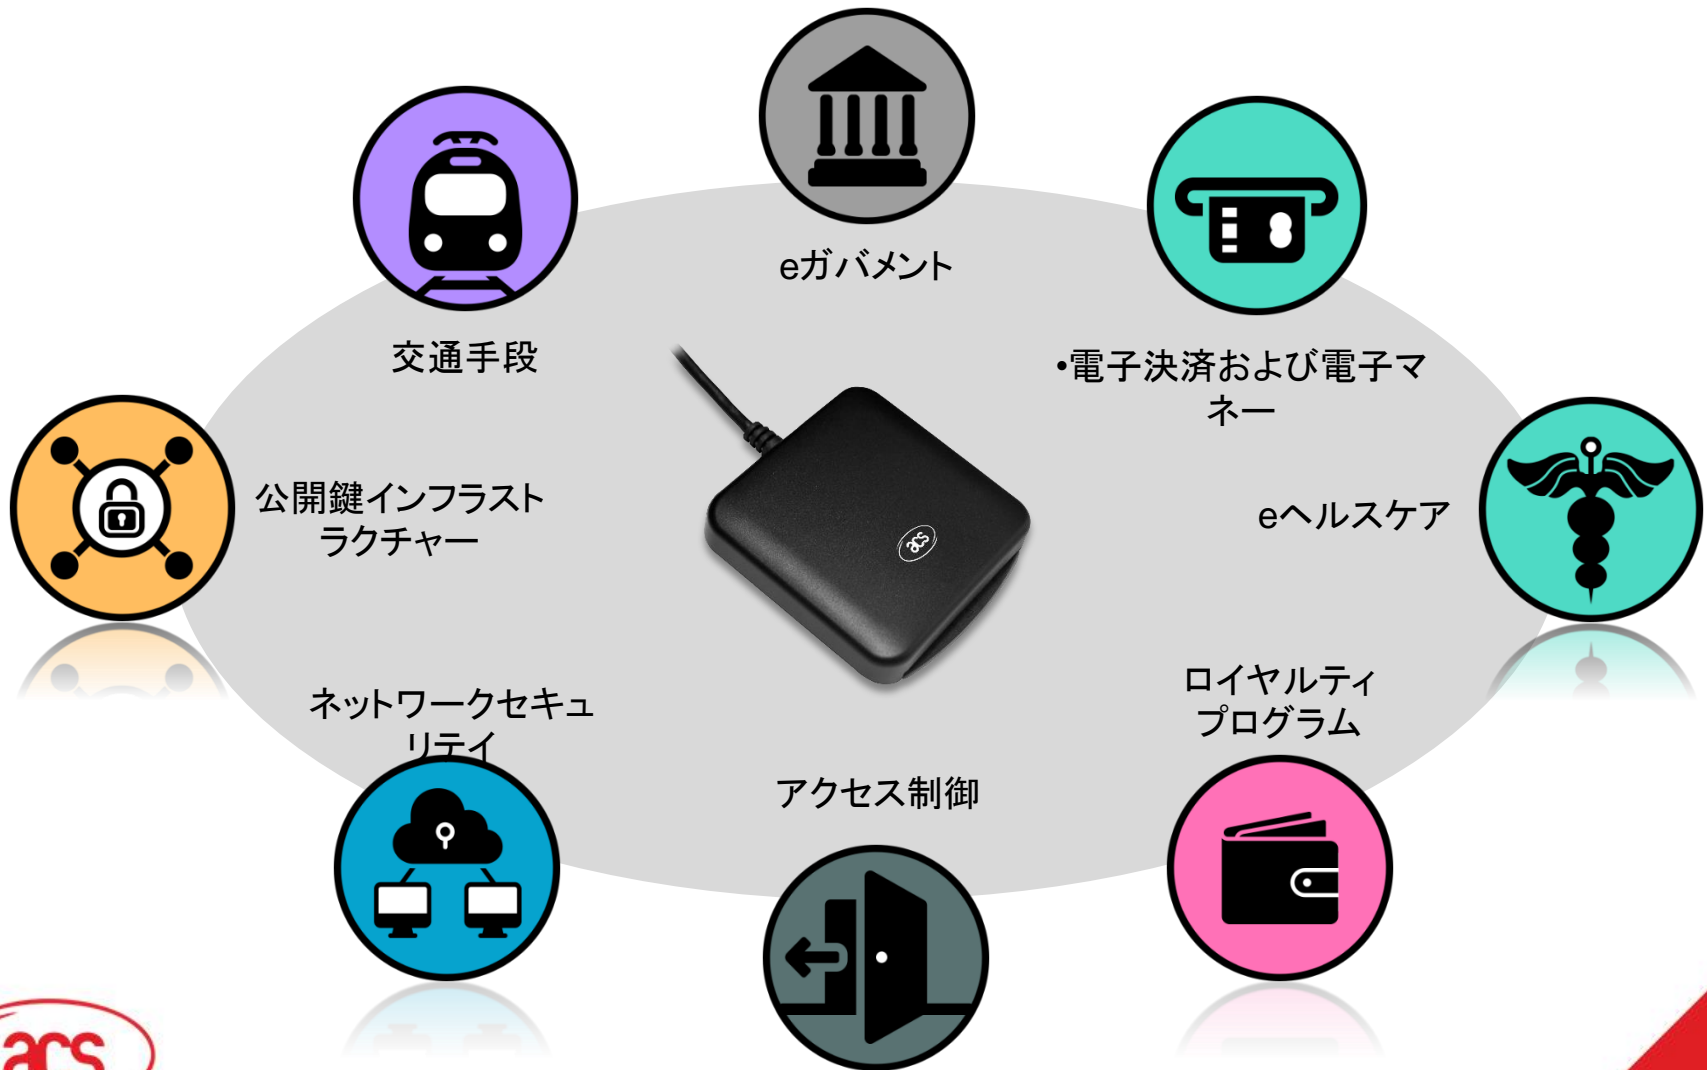 eガバメント
交通手段
•電子決済および電子マ
ネー
公開鍵インフラスト
ラクチャー
eヘルスケア
acs
ネットワークセキュ
リテイ
ロイヤルティ
プログラム
アクセス制御
acs